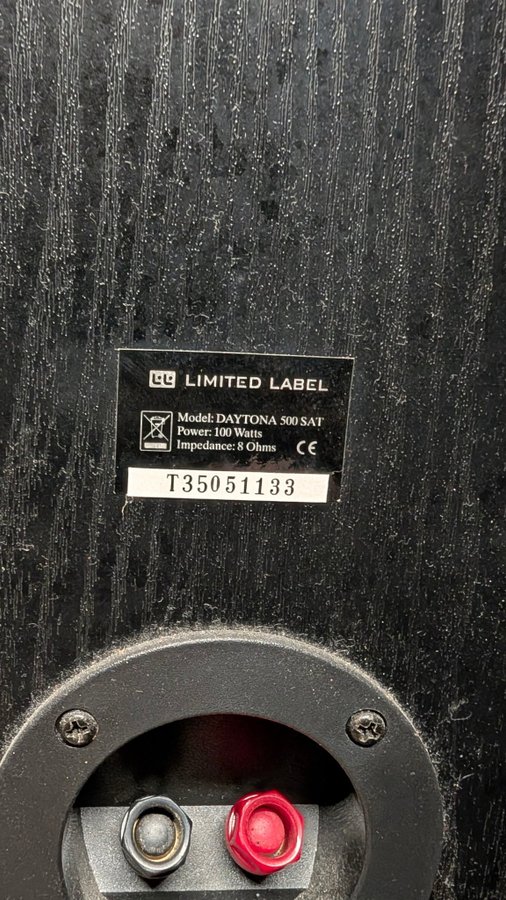 LIMITED LABEL
Model: DAYTONA 500 SAT
Power: 100 Watts
Impedance: 8 Ohms CE
T35051133